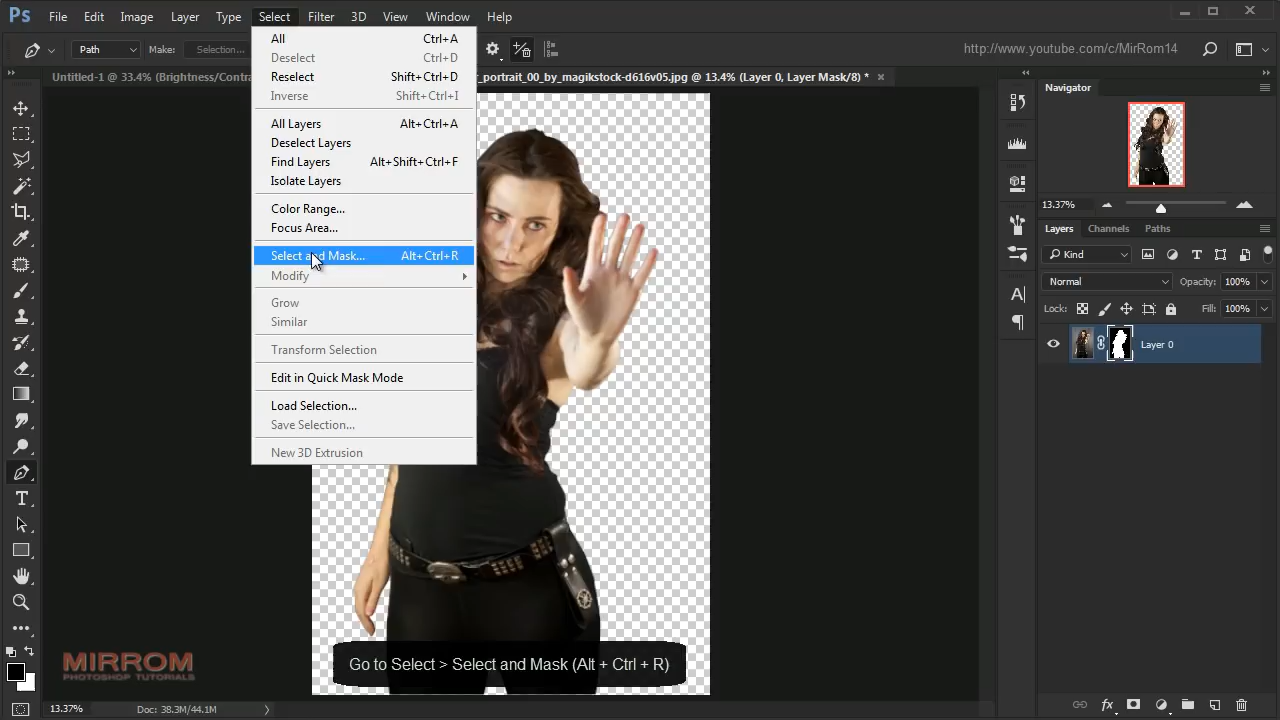 Ps File Edit Image Layer Type Select Filter 3D View Window Help
Path Make: Selection... http://www.youtube.com/c/MirRom14
Untitled-1 @ 33.4% (Brightness/Contra _portrait_00_by_magikstock-d616v05.jpg @ 13.4% (Layer 0, Layer Mask/8) *
All Ctrl+A
Deselect Ctrl+D
Reselect Shift+Ctrl+D
Inverse Shift+Ctrl+I
All Layers Alt+Ctrl+A
Deselect Layers
Find Layers Alt+Shift+Ctrl+F
Isolate Layers
Color Range...
Focus Area...
Select and Mask... Alt+Ctrl+R
Modify
Grow
Similar
Transform Selection
Edit in Quick Mask Mode
Load Selection...
Save Selection...
New 3D Extrusion
Navigator
13.37%
Layers Channels Paths
Kind
Normal Opacity: 100%
Lock: Fill: 100%
Layer 0
MIRROM
PHOTOSHOP TUTORIALS
Go to Select > Select and Mask (Alt + Ctrl + R)
13.37% Doc: 38.3M/44.1M